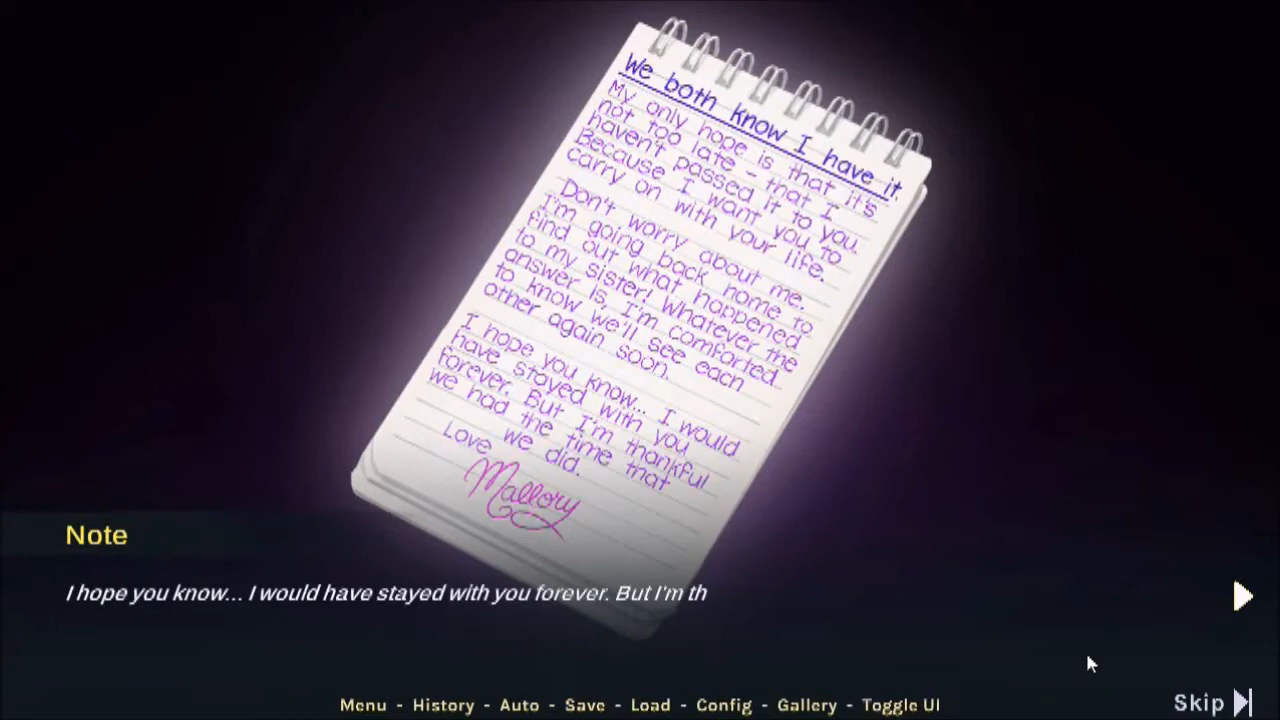 We both know I have it.
My only hope is that it's
not too late - that I
haven't passed it to you.
Because I want you to
carry on with your life.
Don't worry about me.
I'm going back home to
find out what happened
to my sister! Whatever the
answer is, I'm comforted
to know we'll see each
other again soon.
I hope you know... I would
have stayed with you
forever. But I'm thankful
we had the time that
we did.
Love
Mallory
Note
I hope you know... I would have stayed with you forever. But I'm th
Menu - History - Auto - Save - Load - Config - Gallery - Toggle UI
Skip